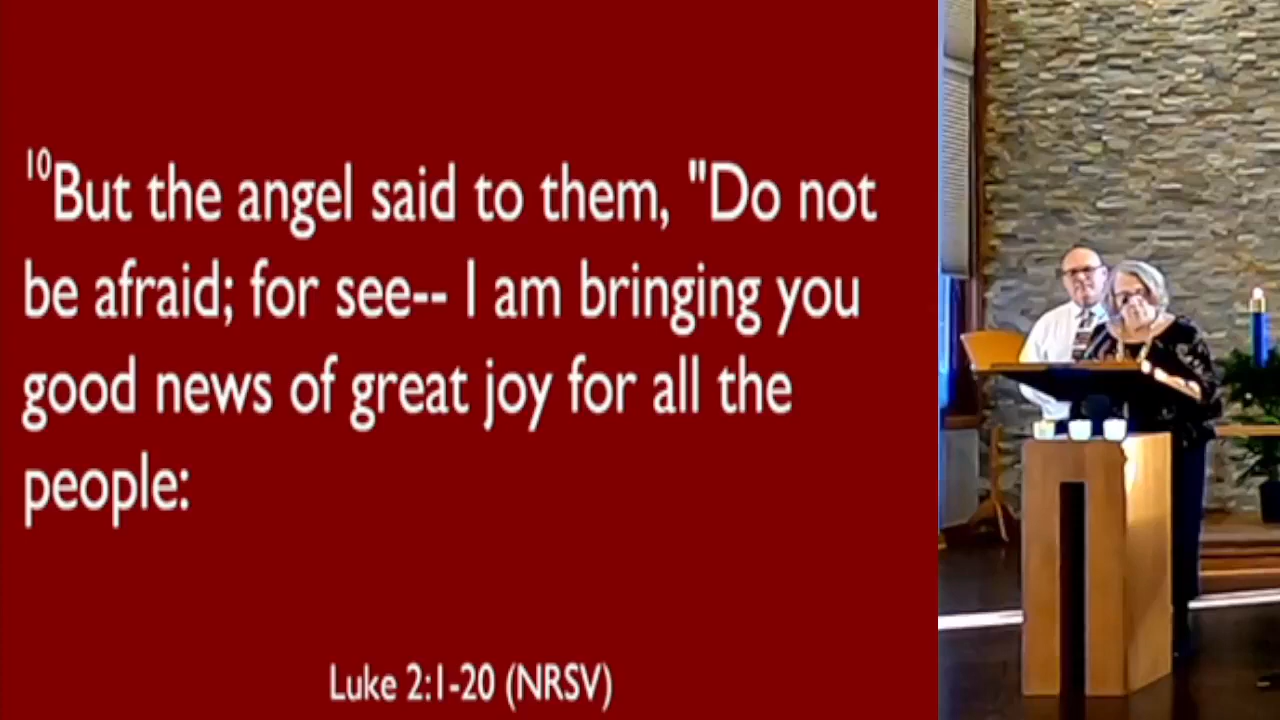 10But the angel said to them, "Do not
be afraid; for see-- I am bringing you
good news of great joy for all the
people:
Luke 2:1-20 (NRSV)